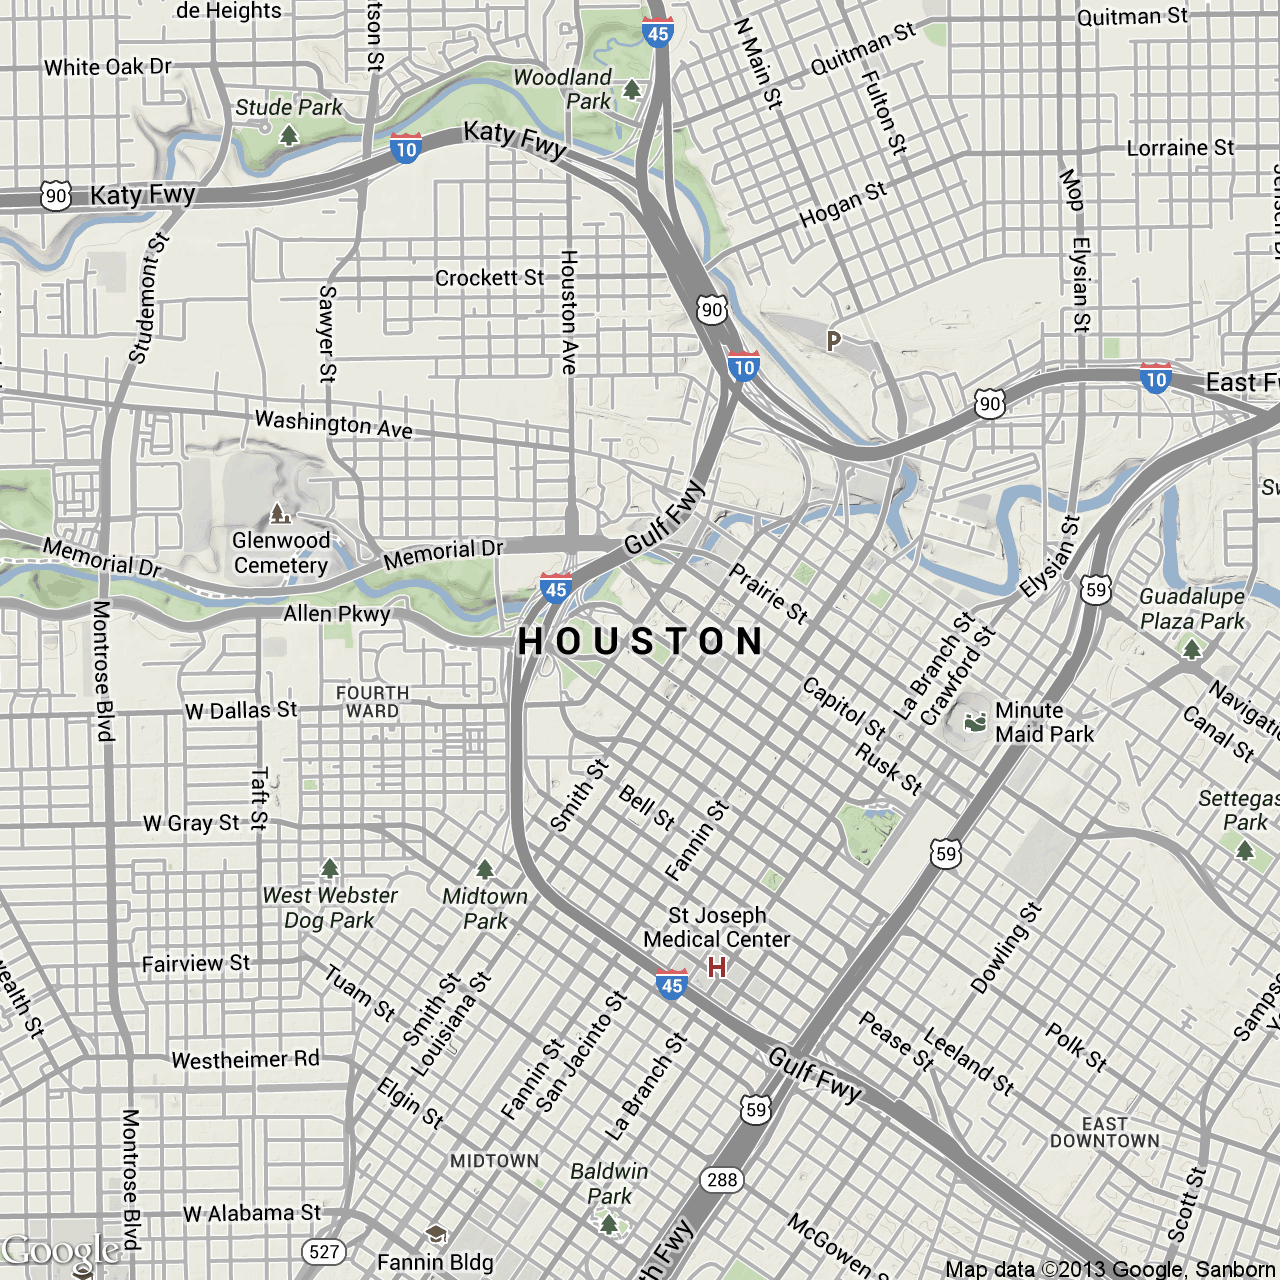 de Heights
Quitman St
45
N Main St
Quitman St
White Oak Dr
Woodland
Park
Fulton St
Stude Park
10
Katy Fwy
Lorraine St
90
Katy Fwy
Hogan St
Mop
Studemont St
Crockett St
Houston Ave
Elysian St
Sawyer St
90
P
10
10
East
90
Washington Ave
Gulf Fwy
Glenwood
Cemetery
Memorial Dr
Memorial Dr
Elysian St
45
Prairie St
59
Guadalupe
Plaza Park
Allen Pkwy
HOUSTON
Montrose Blvd
La Branch St
Crawford St
FOURTH
WARD
W Dallas St
Capitol St
Minute
Maid Park
Canal St
Rusk St
Taft St
Smith St
Bell St
W Gray St
Fannin St
Park
59
West Webster
Dog Park
Midtown
Park
St Joseph
Medical Center
H
Dowling St
Fairview St
Tuam St
45
Smith St
Louisiana St
San Jacinto St
Fannin St
La Branch St
Pease St
Leeland St
Polk St
Westheimer Rd
Gulf Fwy
Elgin St
59
EAST
DOWNTOWN
MIDTOWN
Montrose Blvd
Baldwin
Park
288
Scott St
W Alabama St
McGowen
527
Fannin Bldg
Fwy
Google
Map data ©2013 Google, Sanborn